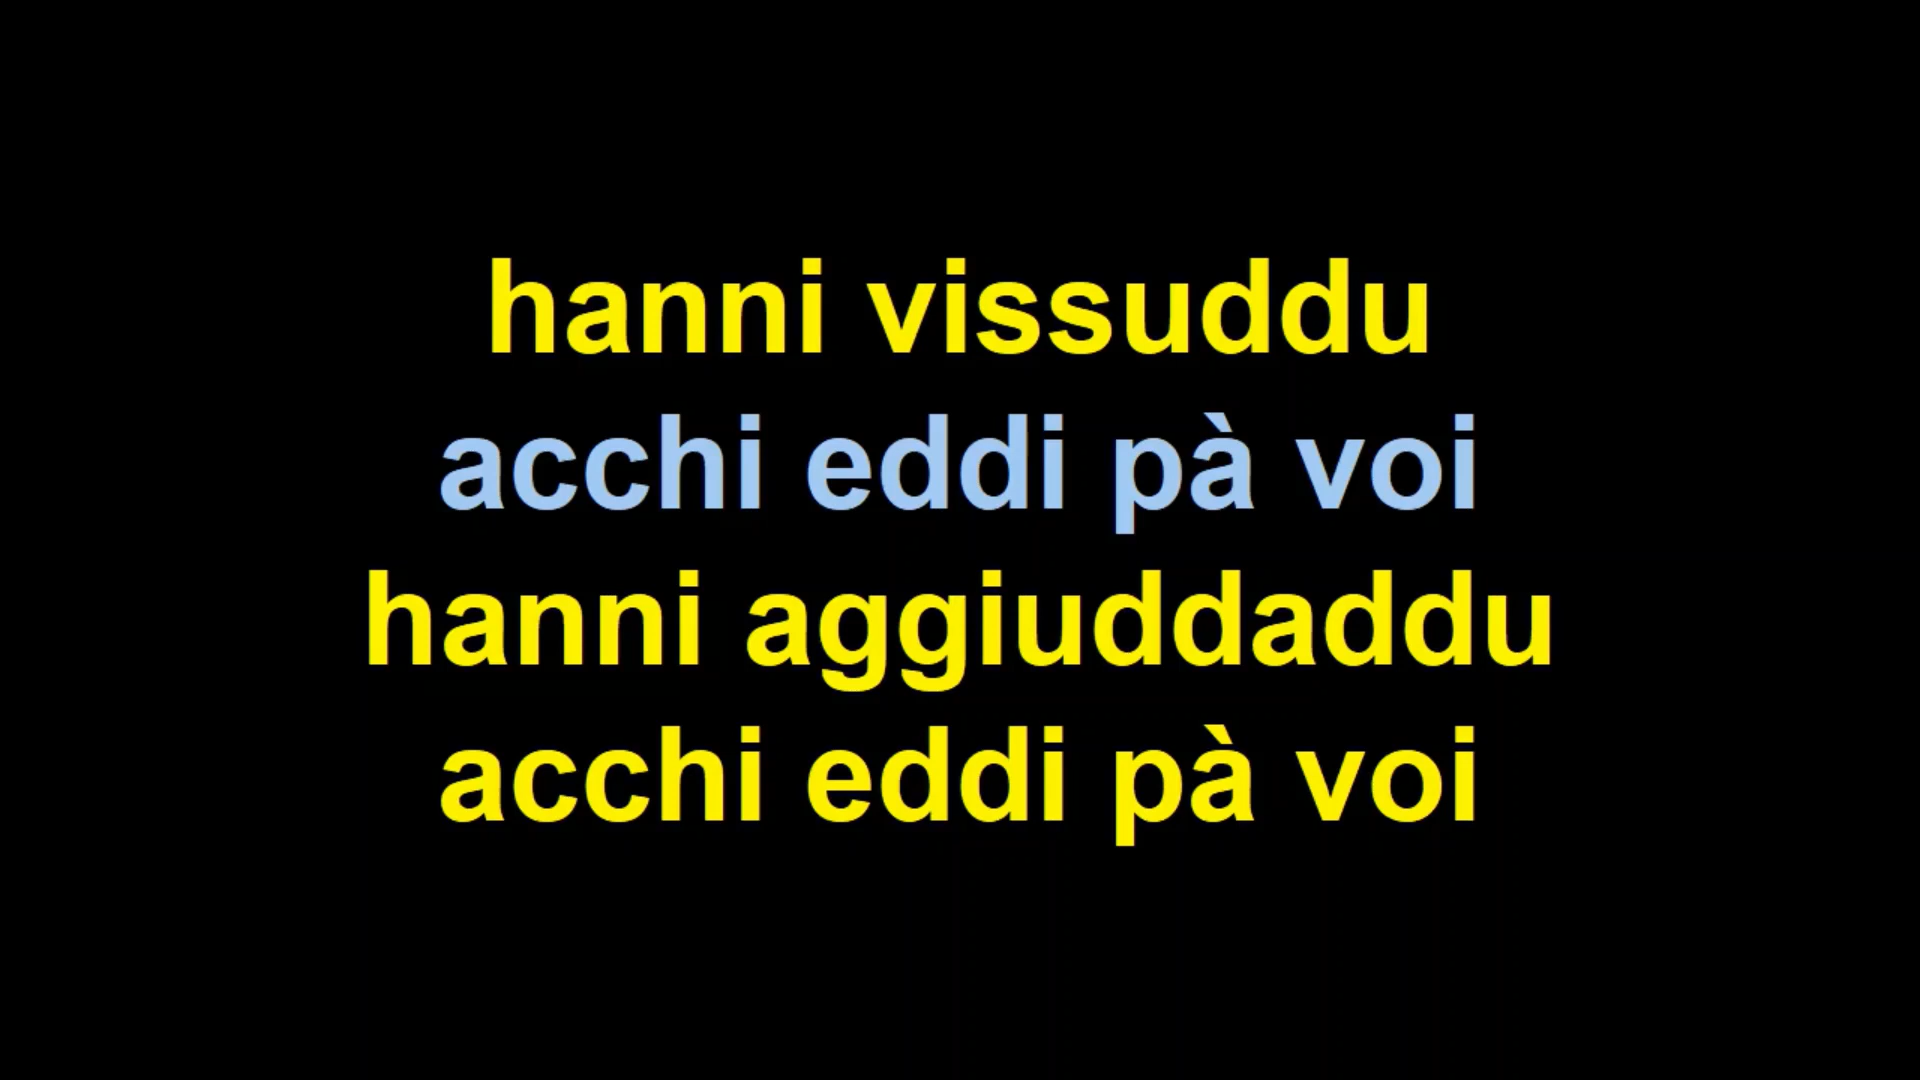 hanni vissuddu
acchi eddi pà voi
hanni aggiuddaddu
acchi eddi pà voi